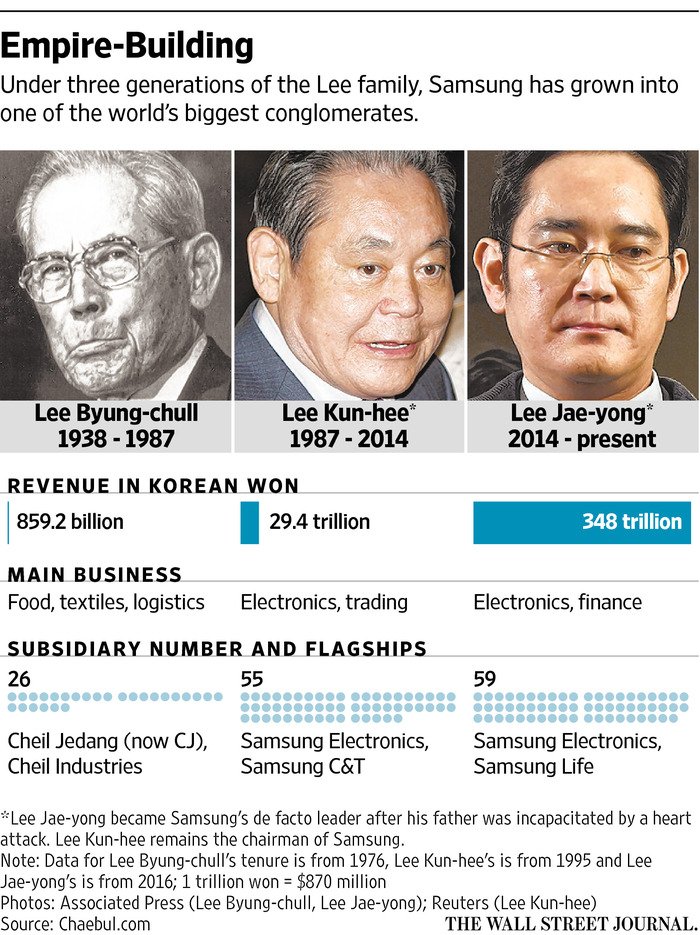 Empire-Building
Under three generations of the Lee family, Samsung has grown into
one of the world's biggest conglomerates.
Lee Byung-chull
1938 - 1987
Lee Kun-hee*
1987 - 2014
Lee Jae-yong*
2014 - present
REVENUE IN KOREAN WON
859.2 billion
29.4 trillion
348 trillion
MAIN BUSINESS
Food, textiles, logistics
Electronics, trading
Electronics, finance
SUBSIDIARY NUMBER AND FLAGSHIPS
26
55
59
Cheil Jedang (now CJ),
Cheil Industries
Samsung Electronics,
Samsung C&T
Samsung Electronics,
Samsung Life
*Lee Jae-yong became Samsung's de facto leader after his father was incapacitated by a heart
attack. Lee Kun-hee remains the chairman of Samsung.
Note: Data for Lee Byung-chull's tenure is from 1976, Lee Kun-hee's is from 1995 and Lee
Jae-yong's is from 2016; 1 trillion won = $870 million
Photos: Associated Press (Lee Byung-chull, Lee Jae-yong); Reuters (Lee Kun-hee)
Source: Chaebul.com
THE WALL STREET JOURNAL.